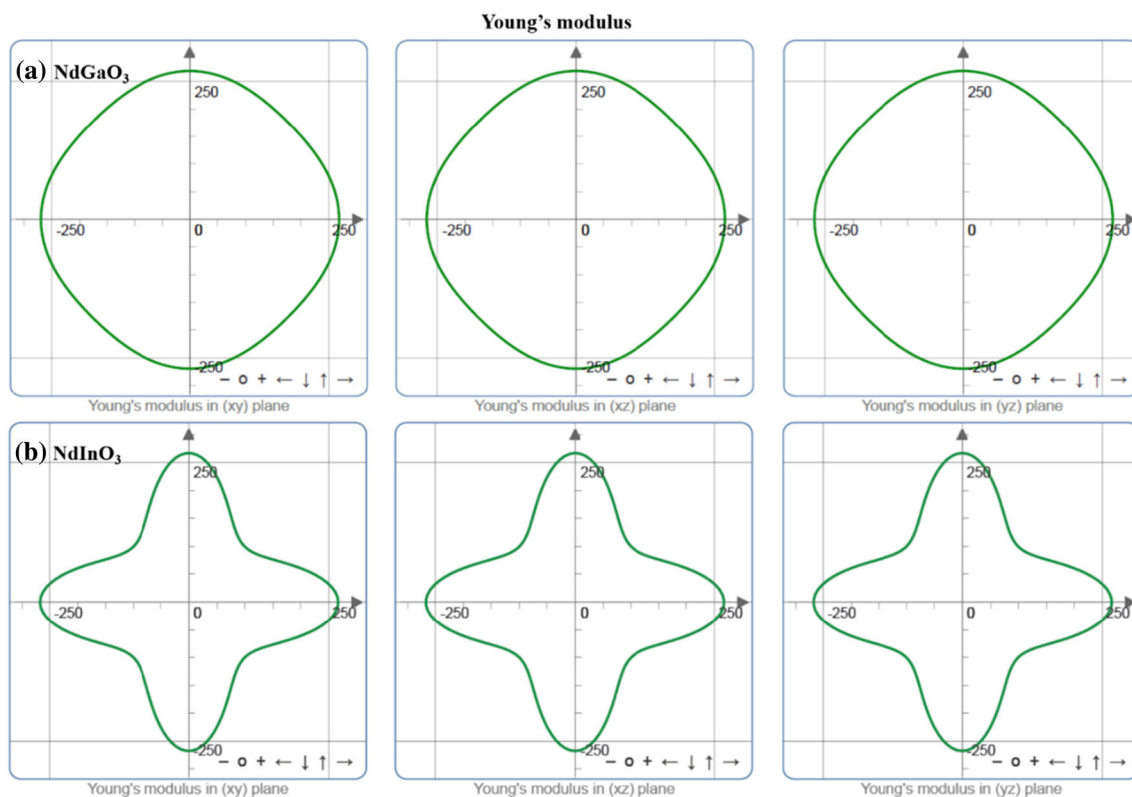 Young's modulus
(a) NdGaO₃
250
-250
0
250
-250
- o + ← ↓ ↑ →
Young's modulus in (xy) plane
250
-250
0
250
-250
- o + ← ↓ ↑ →
Young's modulus in (xz) plane
250
-250
0
250
-250
- o + ← ↓ ↑ →
Young's modulus in (yz) plane
(b) NdInO₃
250
-250
0
250
-250
- o + ← ↓ ↑ →
Young's modulus in (xy) plane
250
-250
0
250
-250
- o + ← ↓ ↑ →
Young's modulus in (xz) plane
250
-250
0
250
-250
- o + ← ↓ ↑ →
Young's modulus in (yz) plane